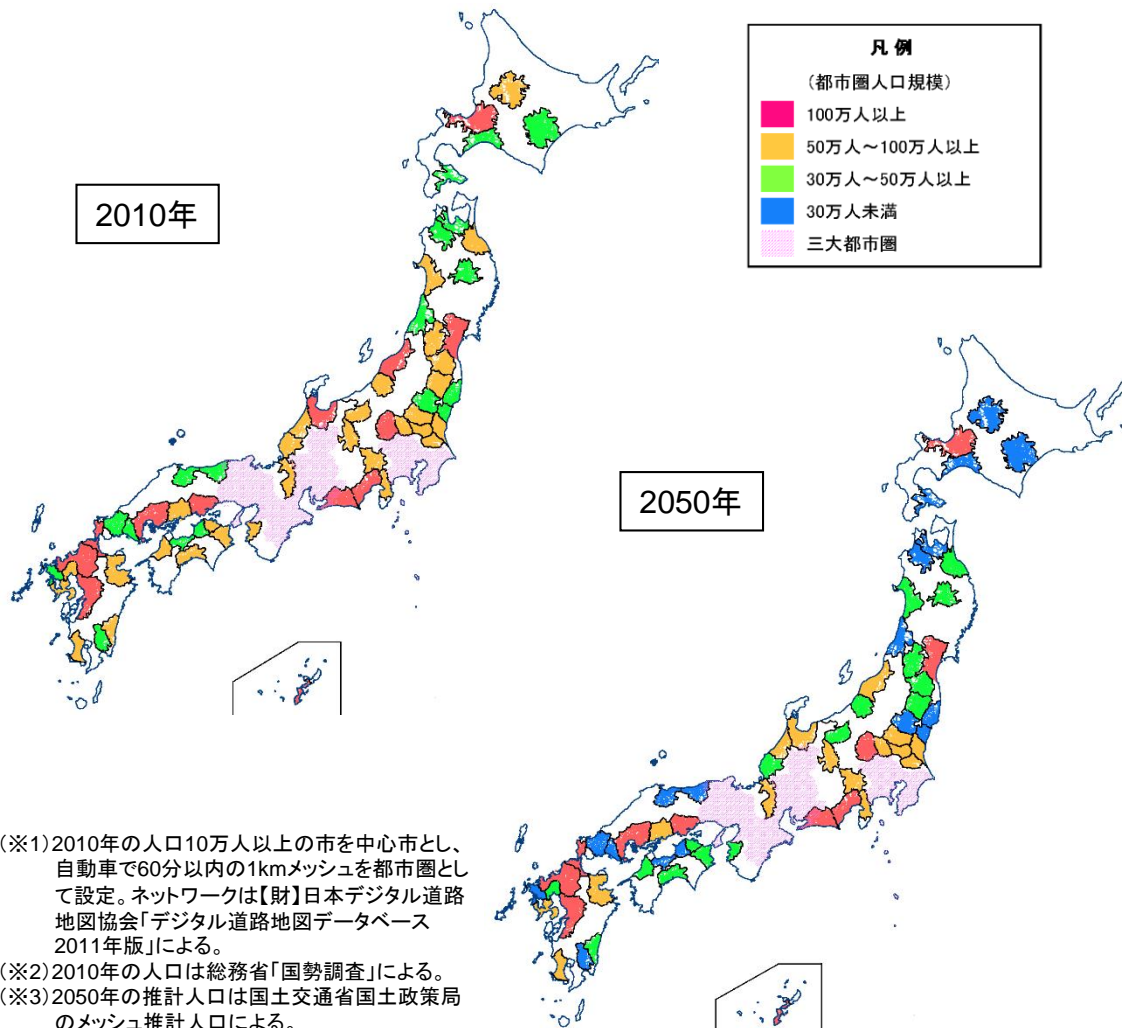 凡 例
(都市圏人口規模)
100万人以上
50万人～100万人以上
30万人～50万人以上
30万人未満
三大都市圏
2010年
2050年
(※1)2010年の人口10万人以上の市を中心市とし、
自動車で60分以内の1kmメッシュを都市圏とし
て設定。ネットワークは【財】日本デジタル道路
地図協会「デジタル道路地図データベース
2011年版」による。
(※2)2010年の人口は総務省「国勢調査」による。
(※3)2050年の推計人口は国土交通省国土政策局
のメッシュ推計人口による。